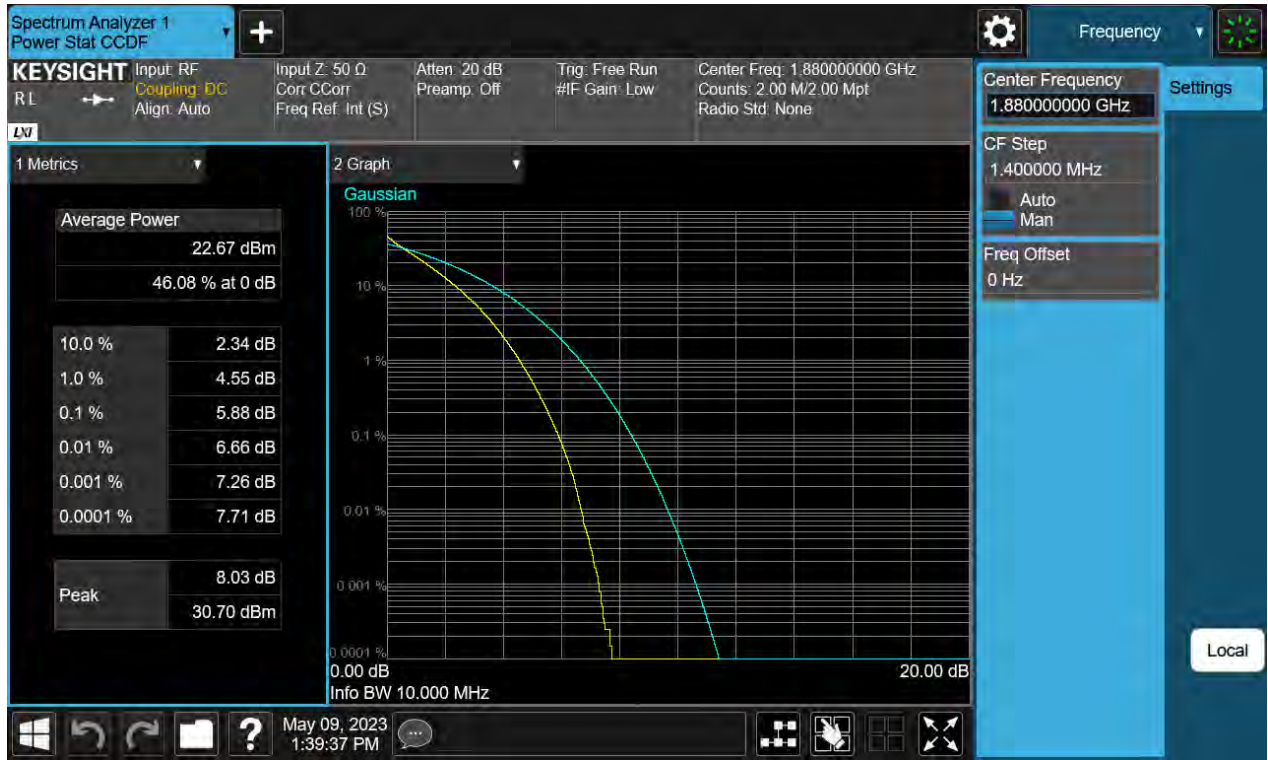 Spectrum Analyzer 1
Power Stat CCDF
+
Frequency
KEYSIGHT
RL
LXI
Input: RF
Coupling: DC
Align: Auto
Input Z: 50 Ω
Corr CCorr
Freq Ref: Int (S)
Atten: 20 dB
Preamp: Off
Trig: Free Run
#IF Gain: Low
Center Freq: 1.880000000 GHz
Counts: 2.00 M/2.00 Mpt
Radio Std: None
Center Frequency
1.880000000 GHz
Settings
CF Step
1.400000 MHz
Auto
Man
Freq Offset
0 Hz
1 Metrics
Average Power
22.67 dBm
46.08 % at 0 dB
10.0 % 2.34 dB
1.0 % 4.55 dB
0.1 % 5.88 dB
0.01 % 6.66 dB
0.001 % 7.26 dB
0.0001 % 7.71 dB
Peak
8.03 dB
30.70 dBm
2 Graph
Gaussian
100 %
10 %
1 %
0.1 %
0.01 %
0.001 %
0.0001 %
0.00 dB 20.00 dB
Info BW 10.000 MHz
Local
?
May 09, 2023
1:39:37 PM